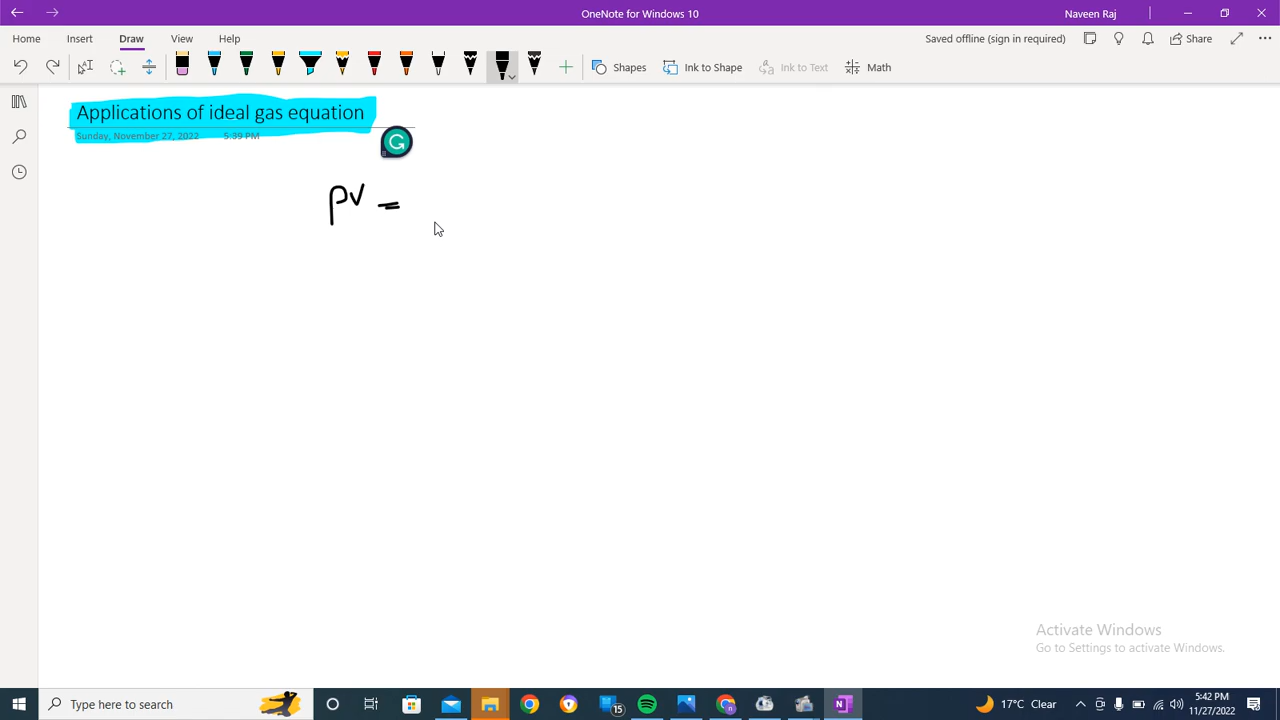 OneNote for Windows 10
Naveen Raj
Home Insert Draw View Help
Saved offline (sign in required) Share
Shapes Ink to Shape Ink to Text Math
Applications of ideal gas equation
Sunday, November 27, 2022 5:39 PM
G
PV =
Activate Windows
Go to Settings to activate Windows.
Type here to search
15
n
N
17°C Clear
5:42 PM
11/27/2022